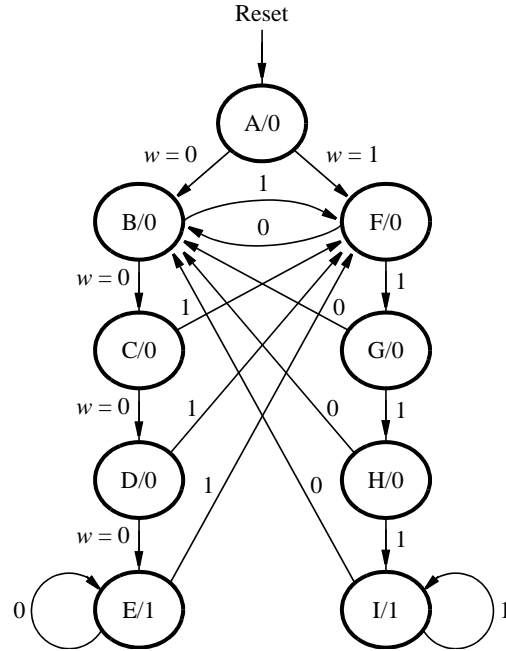 Reset
A/0
w = 0 w = 1
1
B/0 F/0
0
w = 0 1 0 1
C/0 G/0
w = 0 1 0 1
D/0 H/0
w = 0 1 0 1
0 E/1 I/1 1